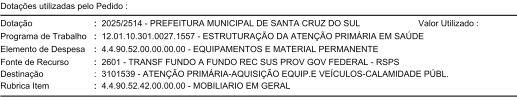 Dotações utilizadas pelo Pedido :
Dotação : 2025/2514 - PREFEITURA MUNICIPAL DE SANTA CRUZ DO SUL Valor Utilizado :
Programa de Trabalho : 12.01.10.301.0027.1557 - ESTRUTURAÇÃO DA ATENÇÃO PRIMÁRIA EM SAÚDE
Elemento de Despesa : 4.4.90.52.00.00.00.00 - EQUIPAMENTOS E MATERIAL PERMANENTE
Fonte de Recurso : 2601 - TRANSF FUNDO A FUNDO REC SUS PROV GOV FEDERAL - RSPS
Destinação : 3101539 - ATENÇÃO PRIMÁRIA-AQUISIÇÃO EQUIP.E VEÍCULOS-CALAMIDADE PÚBL.
Rubrica Item : 4.4.90.52.42.00.00.00 - MOBILIARIO EM GERAL